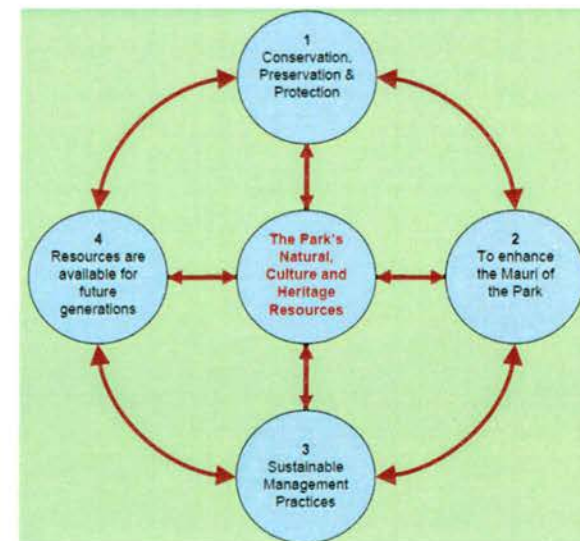 1
Conservation,
Preservation &
Protection
4
Resources are
available for
future
generations
The Park's
Natural,
Culture and
Heritage
Resources
2
To enhance
the Mauri of
the Park
3
Sustainable
Management
Practices